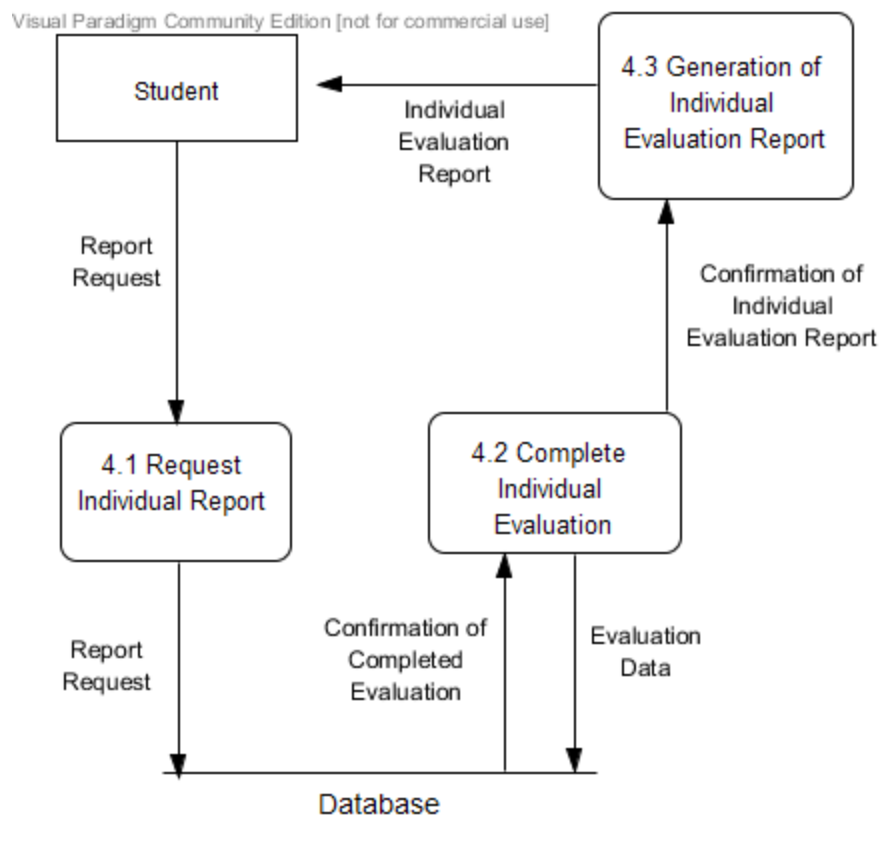 Visual Paradigm Community Edition [not for commercial use]
Student
4.3 Generation of
Individual
Evaluation Report
Individual
Evaluation
Report
Report
Request
Confirmation of
Individual
Evaluation Report
4.1 Request
Individual Report
4.2 Complete
Individual
Evaluation
Report
Request
Confirmation of
Completed
Evaluation
Evaluation
Data
Database